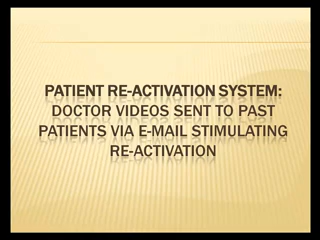 PATIENT RE-ACTIVATION SYSTEM:
DOCTOR VIDEOS SENT TO PAST
PATIENTS VIA E-MAIL STIMULATING
RE-ACTIVATION